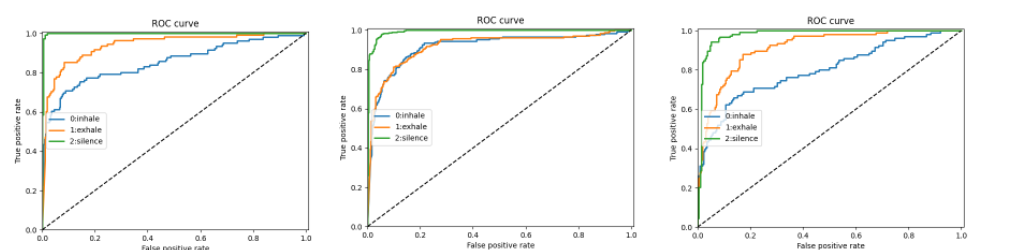 ROC curve
1.0
0.8
0.6
0.4
0.2
0.0
True positive rate
0:inhale
1:exhale
2:silence
0.0 0.2 0.4 0.6 0.8 1.0
False positive rate
ROC curve
1.0
0.8
0.6
0.4
0.2
0.0
True positive rate
0:inhale
1:exhale
2:silence
0.0 0.2 0.4 0.6 0.8 1.0
False positive rate
ROC curve
1.0
0.8
0.6
0.4
0.2
0.0
True positive rate
0:inhale
1:exhale
2:silence
0.0 0.2 0.4 0.6 0.8 1.0
False positive rate